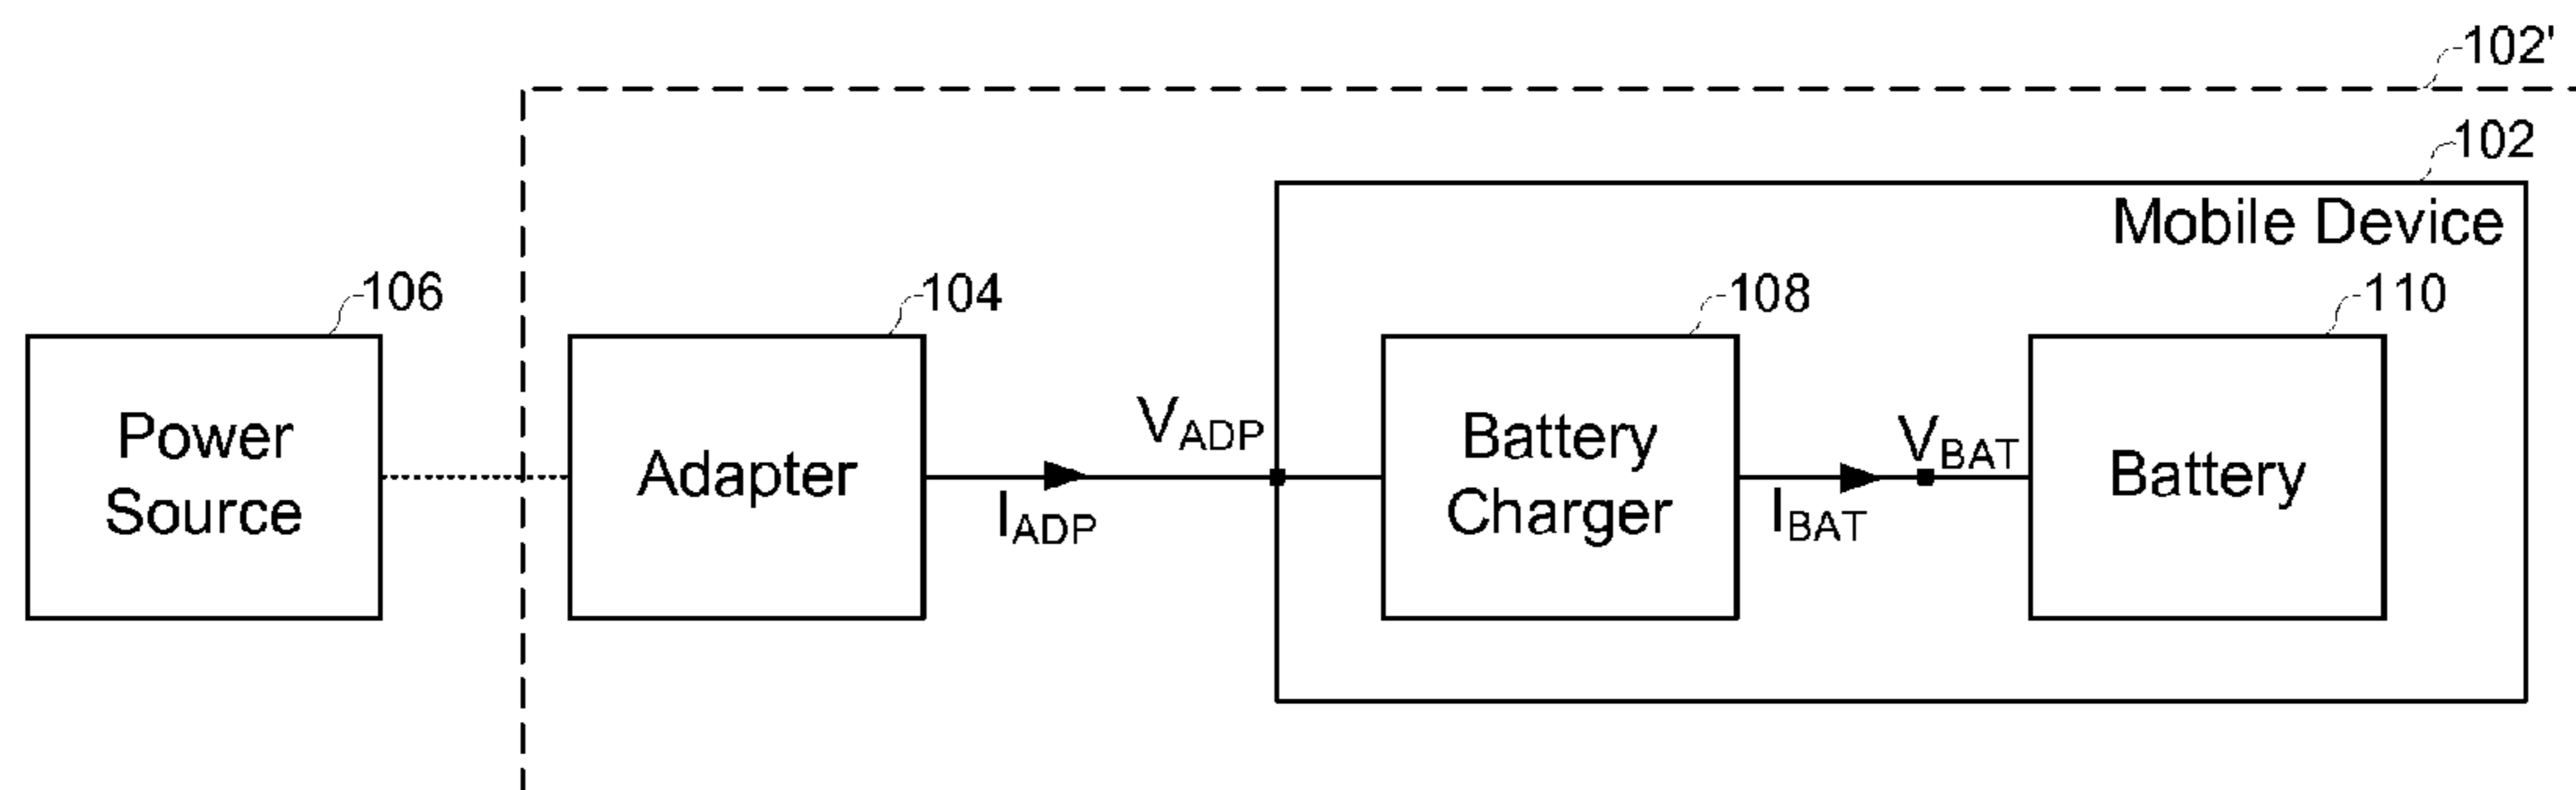 102'
102
Mobile Device
106
104
108
110
Power
Source
Adapter
IADP
VADP
Battery
Charger
IBAT
VBAT
Battery